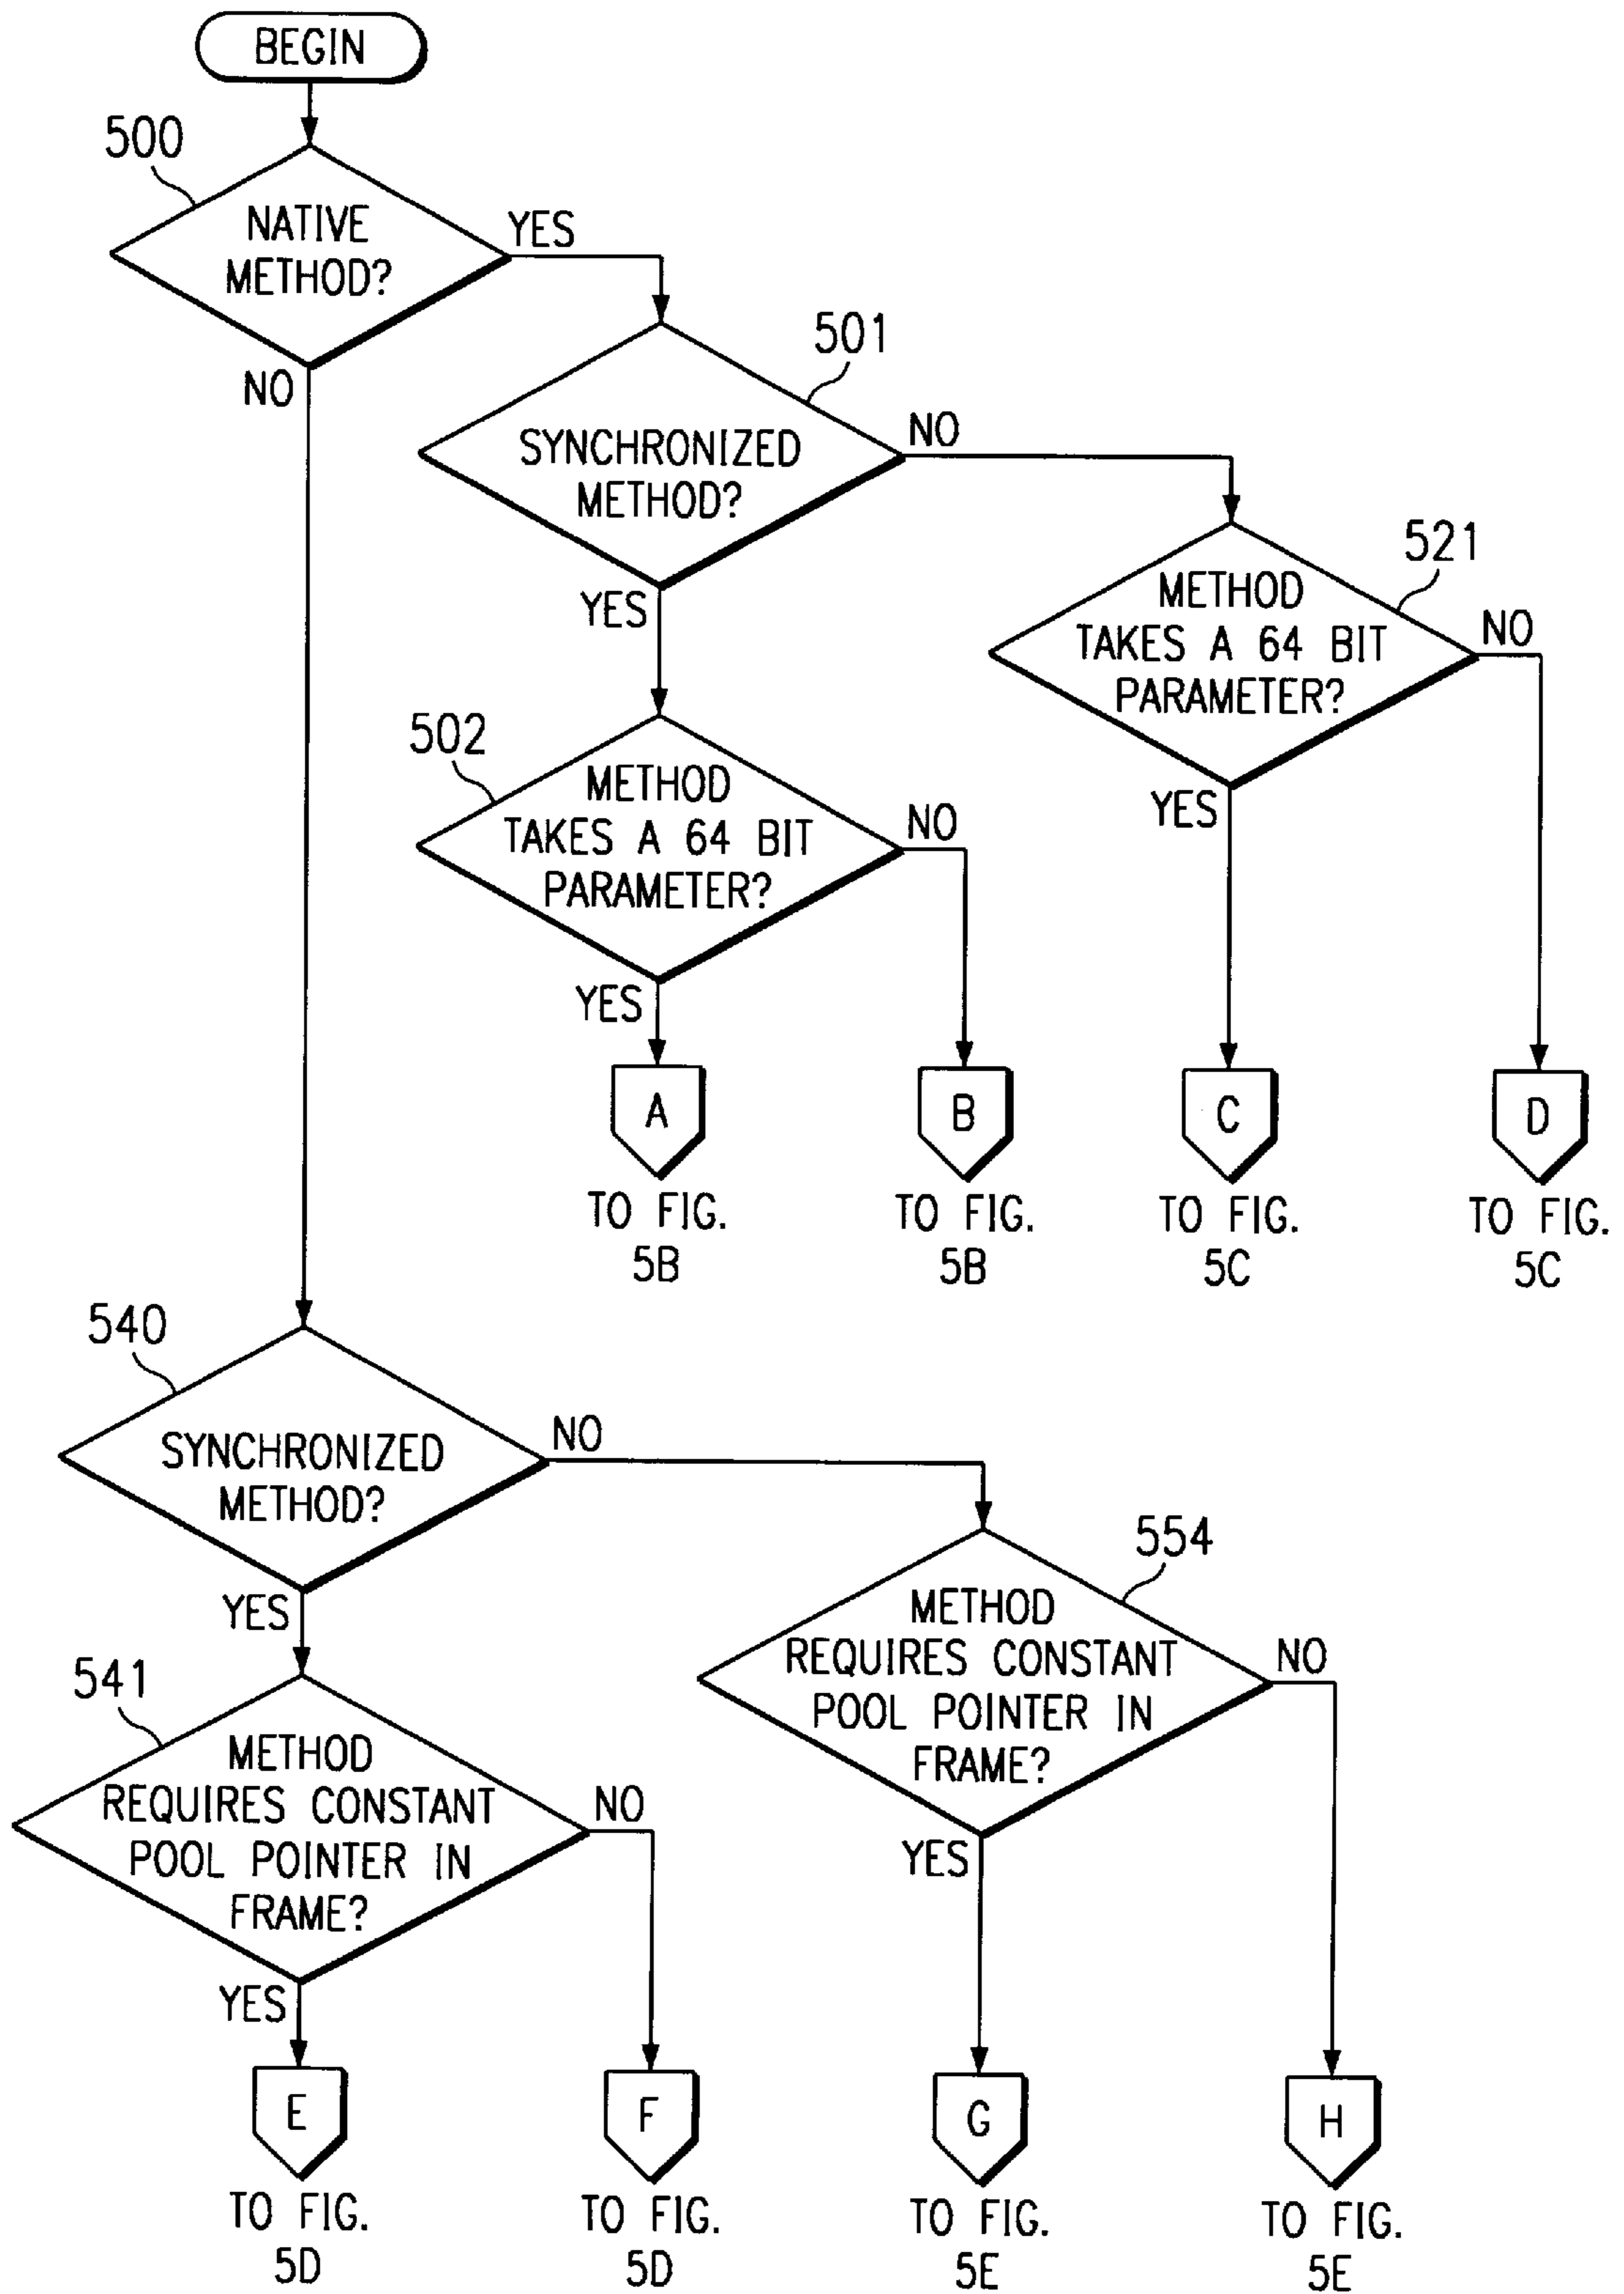 BEGIN
500
NATIVE
METHOD?
YES
NO
501
SYNCHRONIZED
METHOD?
NO
YES
521
METHOD
TAKES A 64 BIT
PARAMETER?
NO
YES
502
METHOD
TAKES A 64 BIT
PARAMETER?
NO
YES
A
TO FIG.
5B
B
TO FIG.
5B
C
TO FIG.
5C
D
TO FIG.
5C
540
SYNCHRONIZED
METHOD?
NO
YES
554
METHOD
REQUIRES CONSTANT
POOL POINTER IN
FRAME?
NO
YES
541
METHOD
REQUIRES CONSTANT
POOL POINTER IN
FRAME?
NO
YES
E
TO FIG.
5D
F
TO FIG.
5D
G
TO FIG.
5E
H
TO FIG.
5E